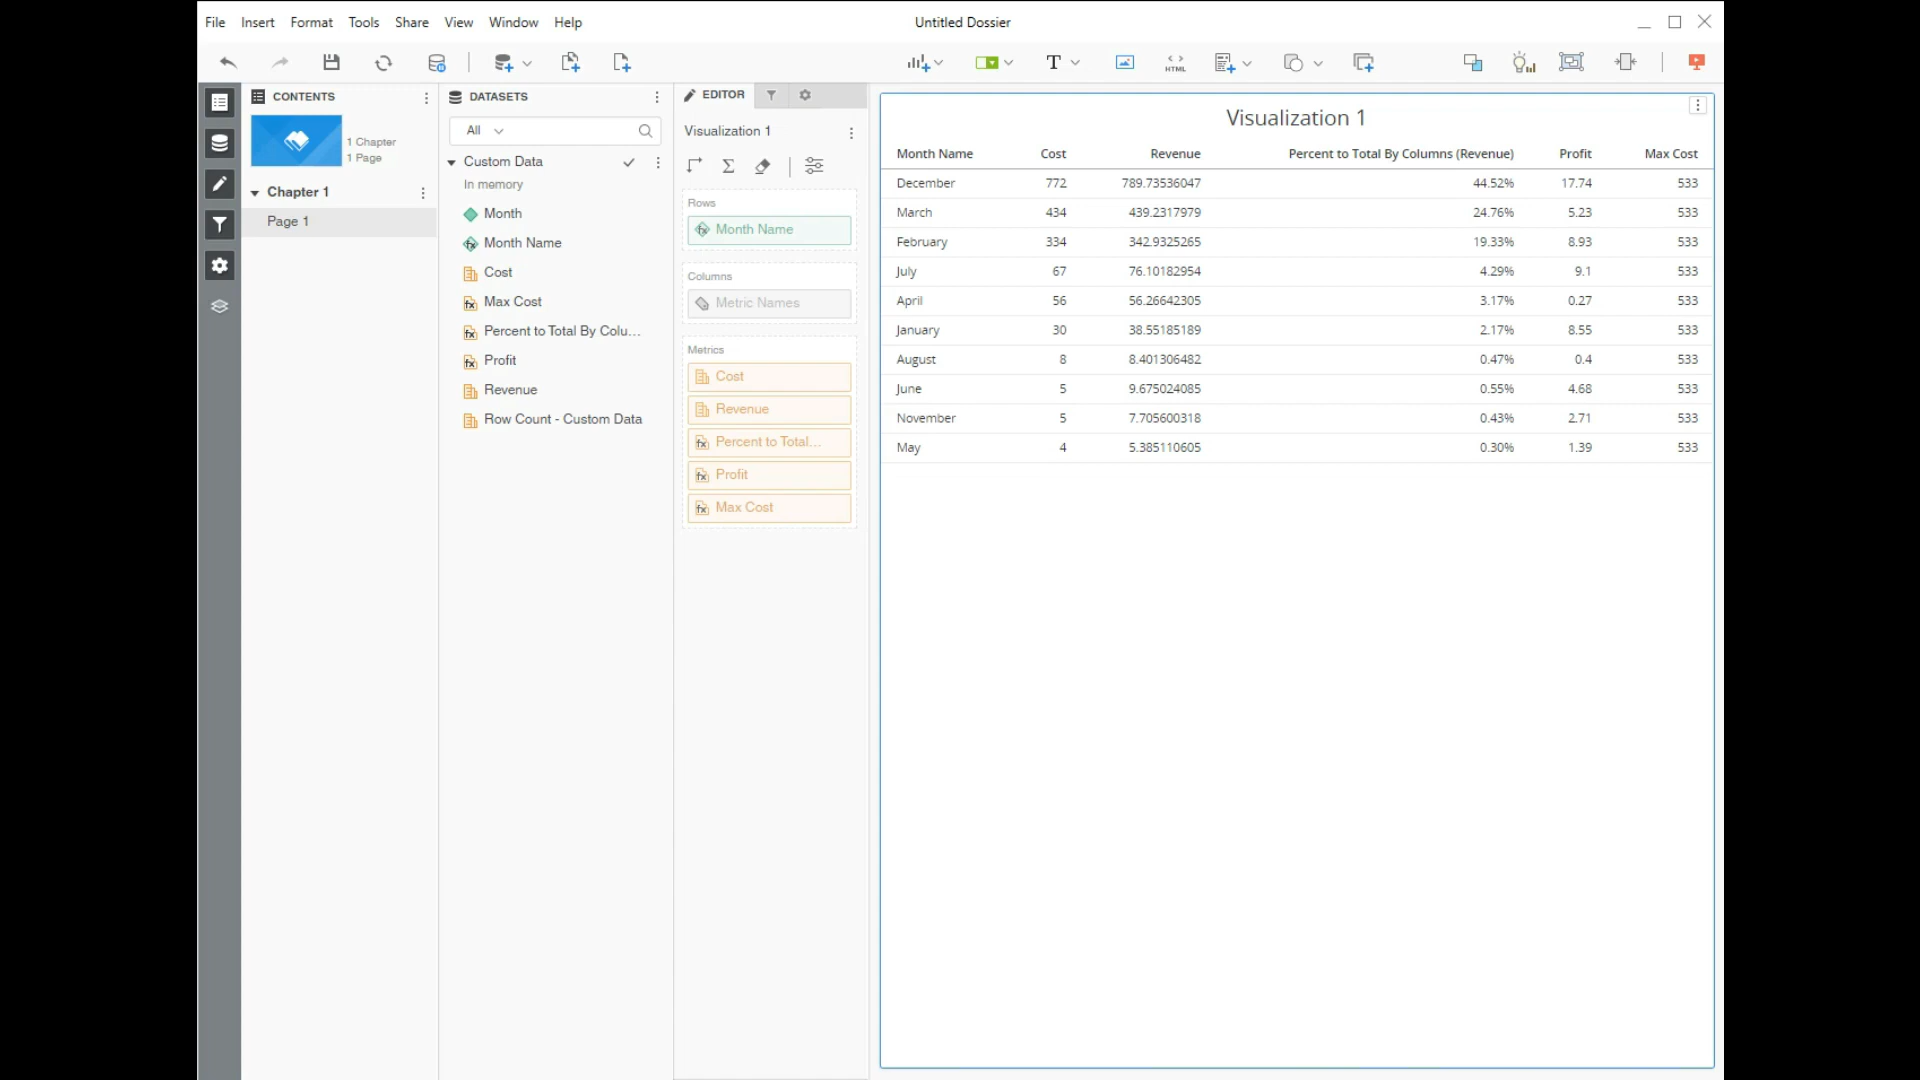 File Insert Format Tools Share View Window Help
Untitled Dossier
HTML
CONTENTS
1 Chapter
1 Page
Chapter 1
Page 1
DATASETS
All
Custom Data
In memory
Month
Month Name
Cost
Max Cost
Percent to Total By Colu...
Profit
Revenue
Row Count - Custom Data
EDITOR
Visualization 1
Rows
Month Name
Columns
Metric Names
Metrics
Cost
Revenue
Percent to Total...
Profit
Max Cost
Visualization 1
Month Name Cost Revenue Percent to Total By Columns (Revenue) Profit Max Cost
December 772 789.73536047 44.52% 17.74 533
March 434 439.2317979 24.76% 5.23 533
February 334 342.9325265 19.33% 8.93 533
July 67 76.10182954 4.29% 9.1 533
April 56 56.26642305 3.17% 0.27 533
January 30 38.55185189 2.17% 8.55 533
August 8 8.401306482 0.47% 0.4 533
June 5 9.675024085 0.55% 4.68 533
November 5 7.705600318 0.43% 2.71 533
May 4 5.385110605 0.30% 1.39 533